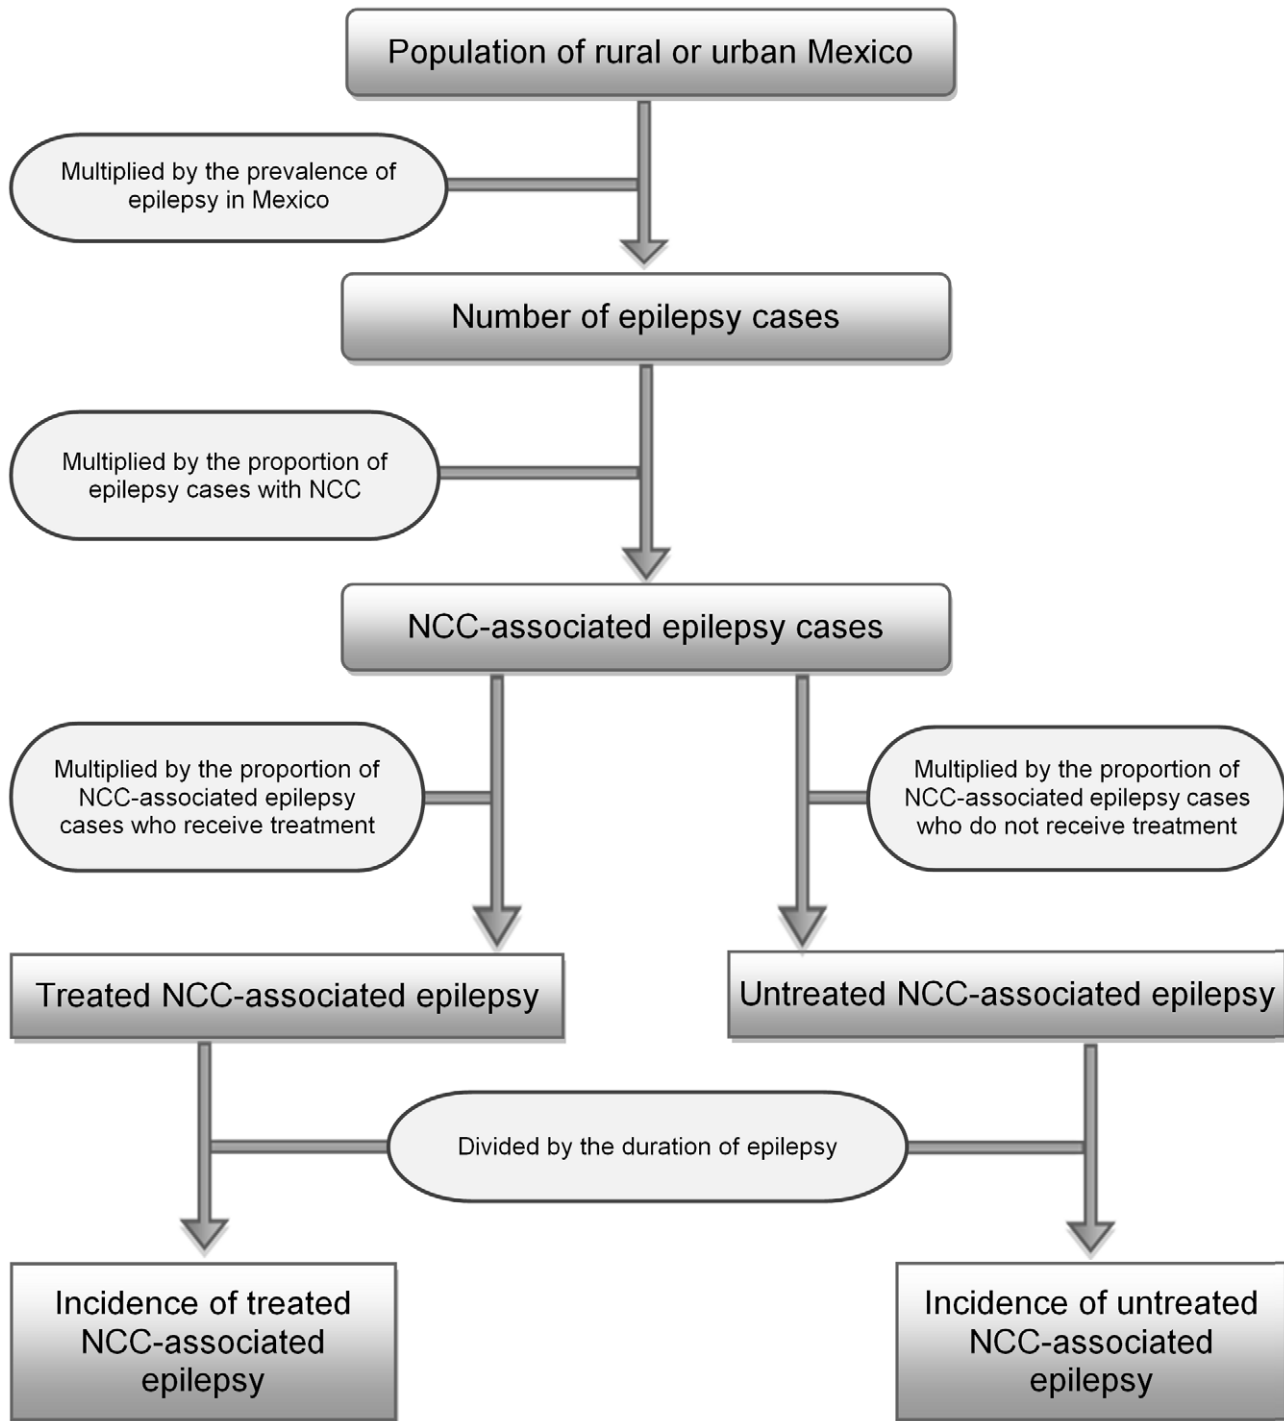 Population of rural or urban Mexico
Multiplied by the prevalence of
epilepsy in Mexico
Number of epilepsy cases
Multiplied by the proportion of
epilepsy cases with NCC
NCC-associated epilepsy cases
Multiplied by the proportion of
NCC-associated epilepsy
cases who receive treatment
Multiplied by the proportion of
NCC-associated epilepsy cases
who do not receive treatment
Treated NCC-associated epilepsy
Untreated NCC-associated epilepsy
Divided by the duration of epilepsy
Incidence of treated
NCC-associated
epilepsy
Incidence of untreated
NCC-associated
epilepsy